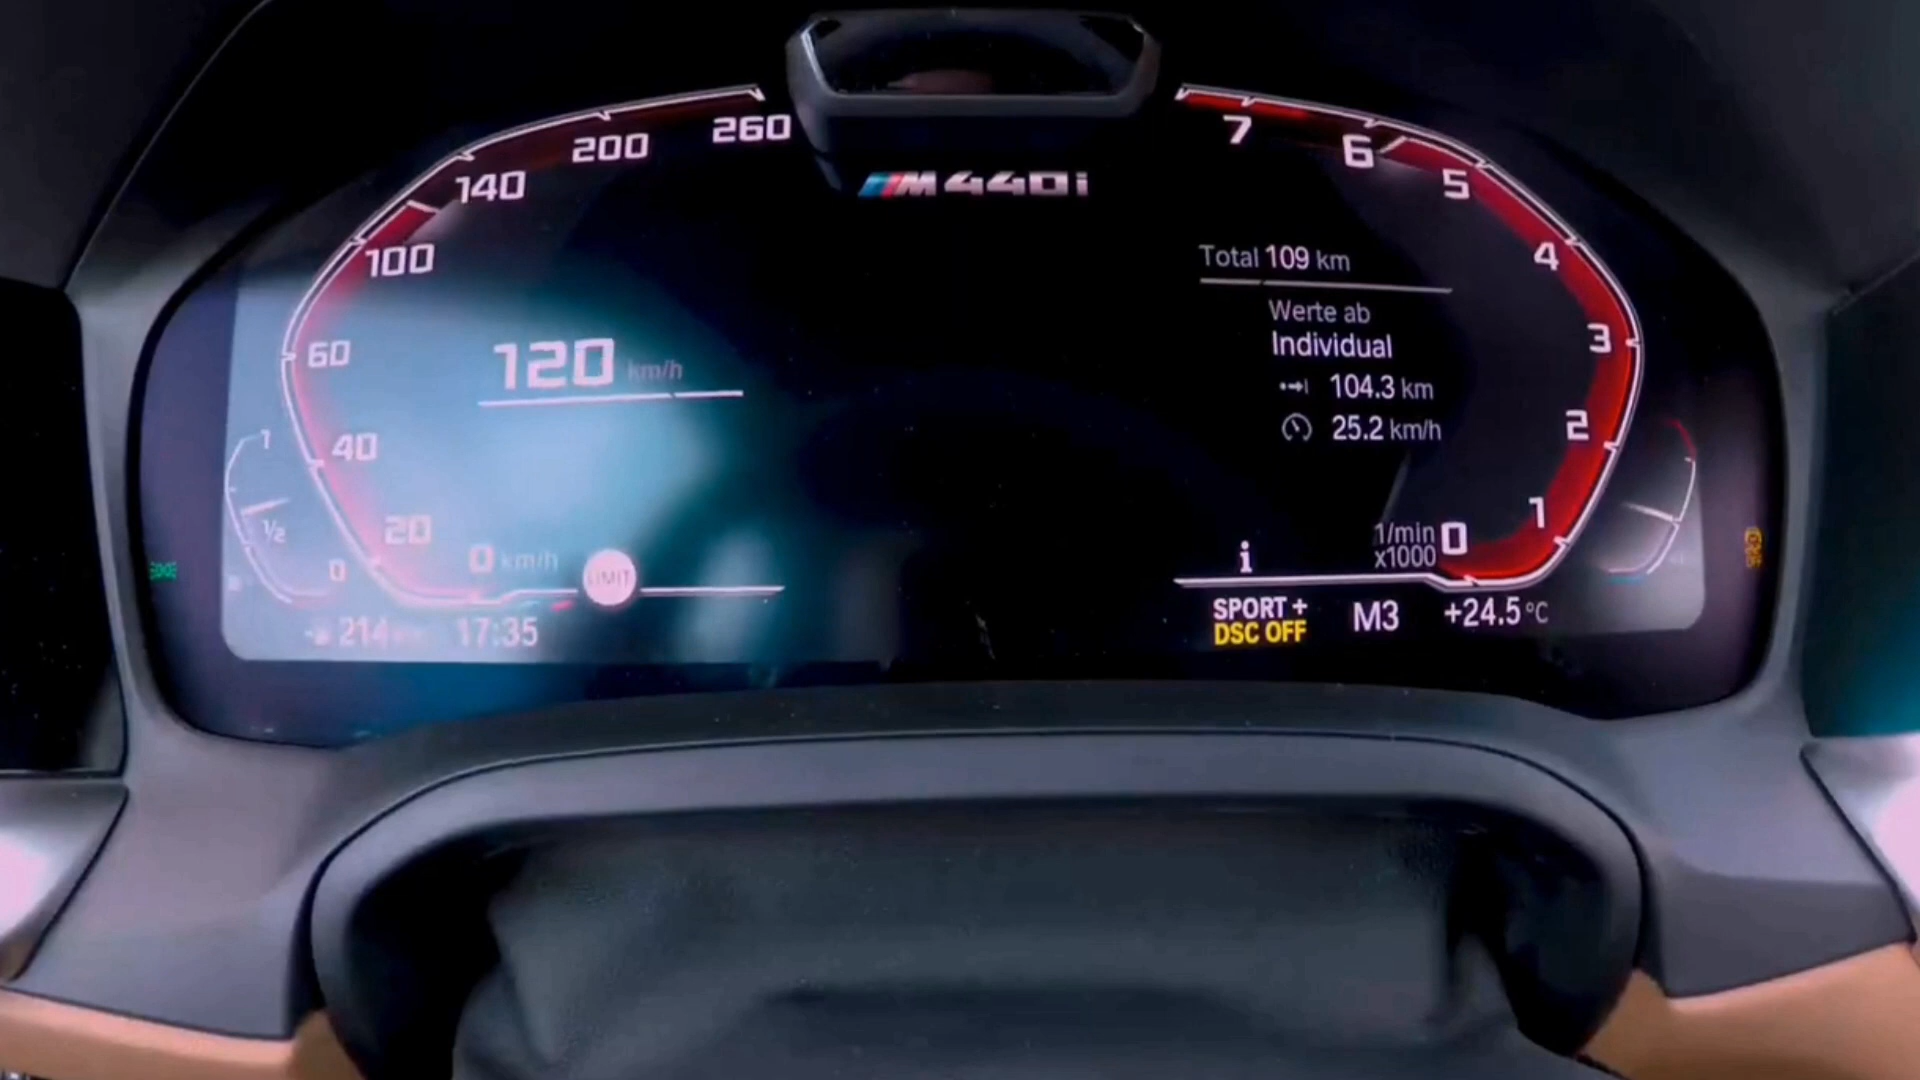 M440i
260
200
140
100
60
40
20
0 km/h
120 km/h
LIMIT
1
1/2
0
214
17:35
7
6
5
4
3
2
1
0
1/min
x1000
Total 109 km
Werte ab
Individual
104.3 km
25.2 km/h
i
SPORT +
DSC OFF
M3
+24.5 °C